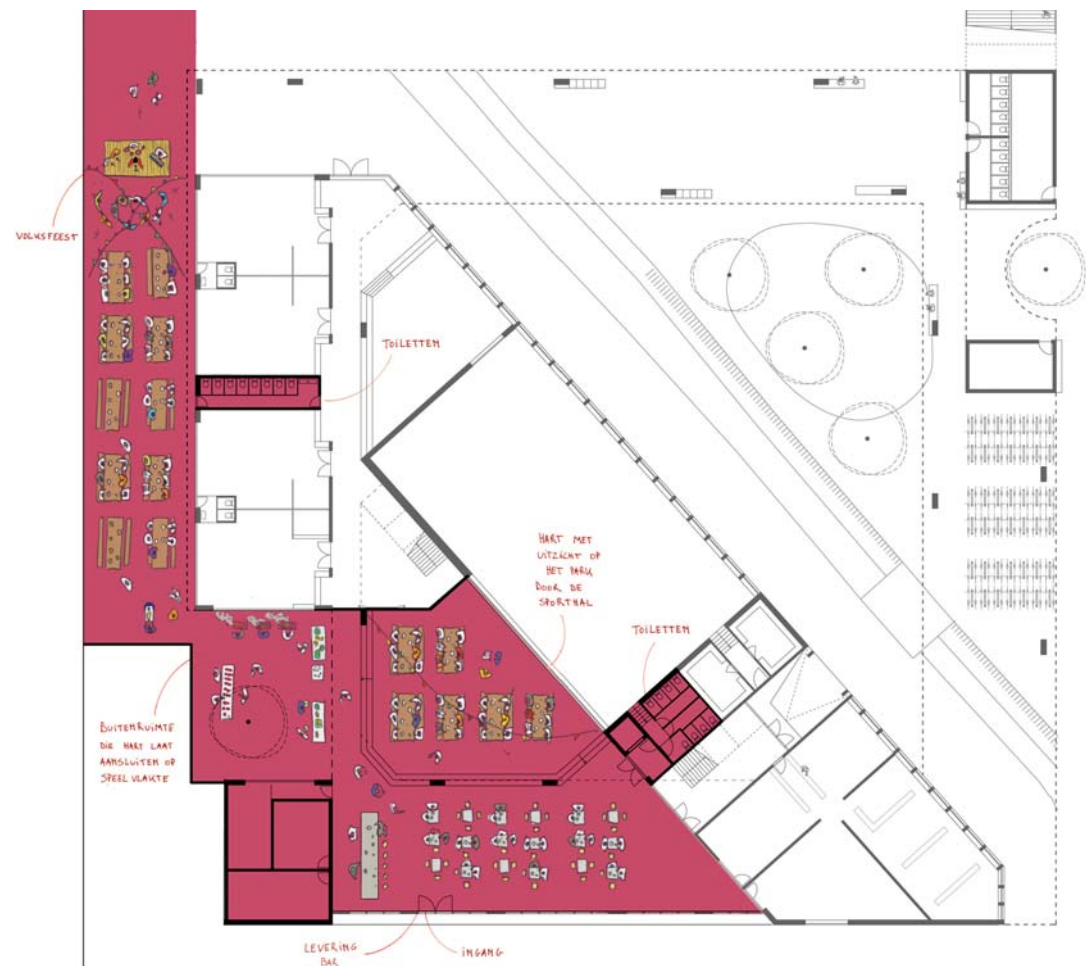 VOLKSFEEST
TOILETTEN
HART MET
UITZICHT OP
HET PARK
DOOR DE
SPORTHAL
TOILETTEN
BUITENRUIMTE
DIE HART LAAT
AANSLUITEN OP
SPEELVLAKTE
LEVERING
BAR
INGANG